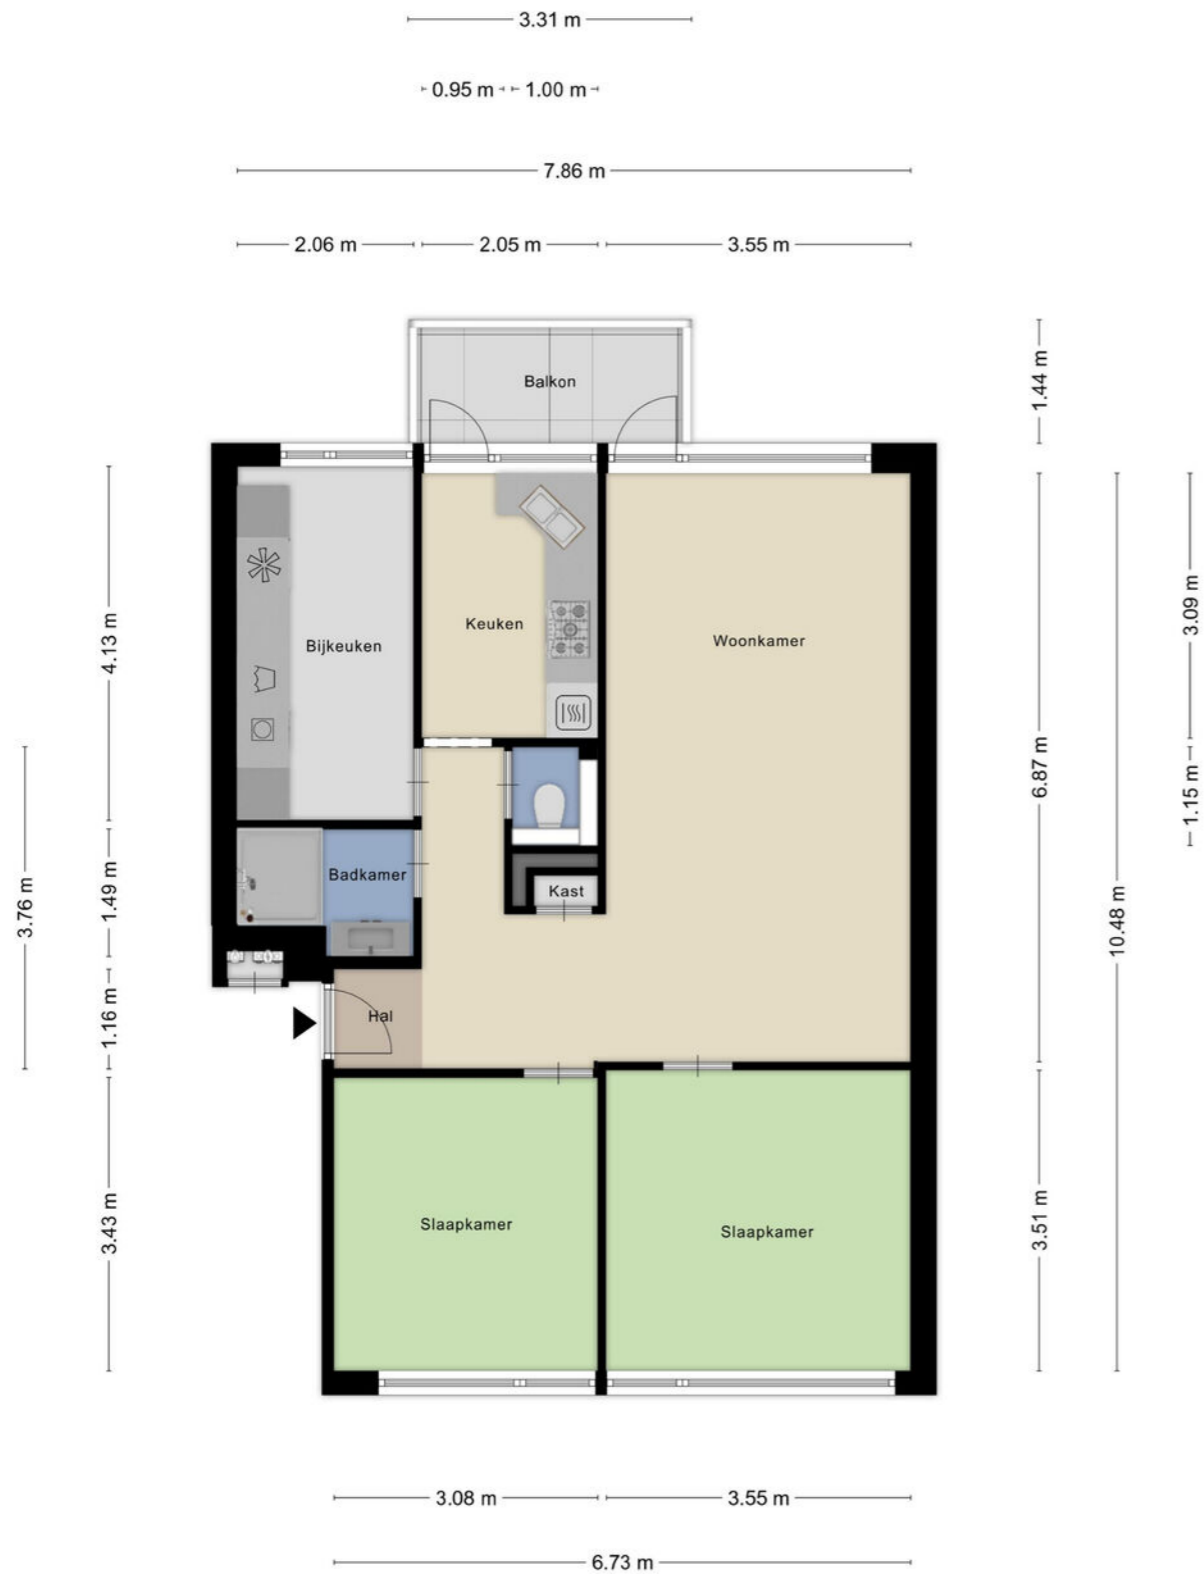 3.31 m
0.95 m
1.00 m
7.86 m
2.06 m
2.05 m
3.55 m
1.44 m
Balkon
4.13 m
Bijkeuken
Keuken
Woonkamer
6.87 m
3.09 m
1.15 m
3.76 m
1.49 m
Badkamer
Kast
10.48 m
1.16 m
Hal
3.43 m
Slaapkamer
Slaapkamer
3.51 m
3.08 m
3.55 m
6.73 m